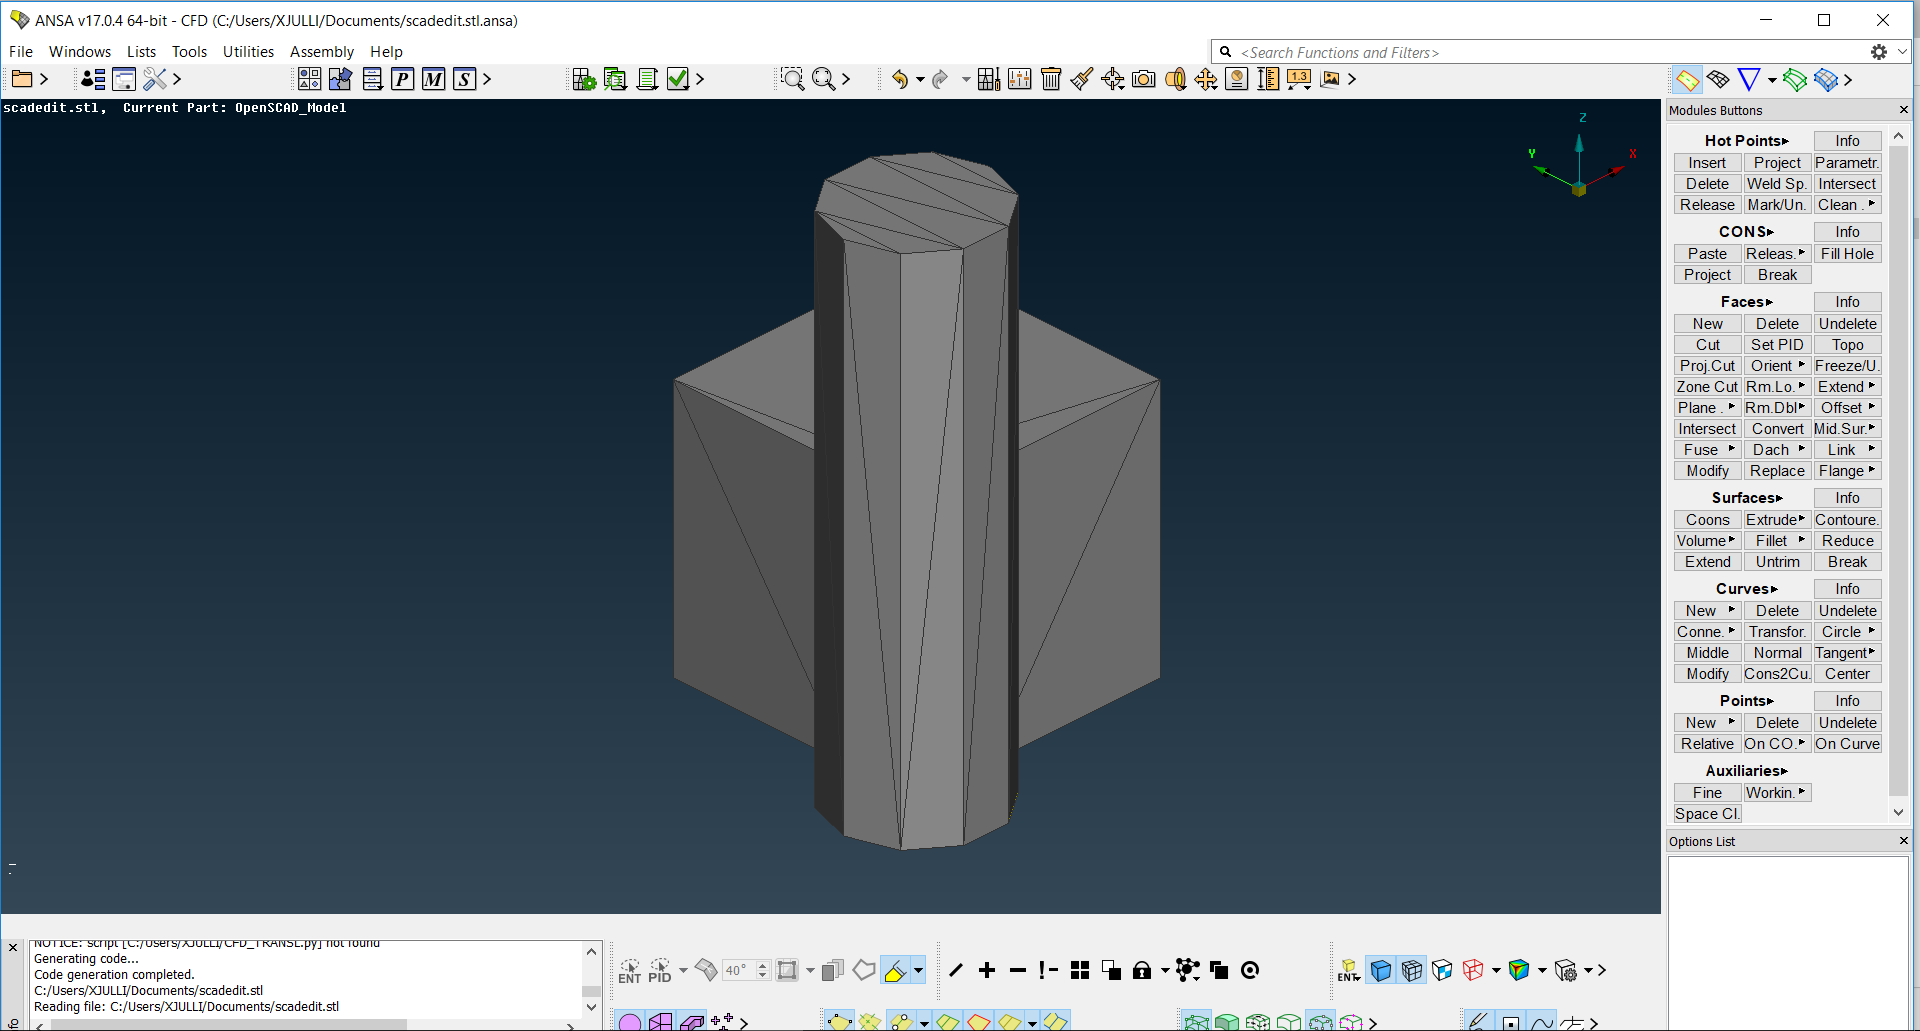 ANSA v17.0.4 64-bit - CFD (C:/Users/XJULLI/Documents/scadedit.stl.ansa)
File Windows Lists Tools Utilities Assembly Help
<Search Functions and Filters>
P M S 1.3
scadedit.stl, Current Part: OpenSCAD_Model
Z
Y X
Modules Buttons
Hot Points Info
Insert Project Parametr.
Delete Weld Sp. Intersect
Release Mark/Un. Clean .
CONS Info
Paste Releas. Fill Hole
Project Break
Faces Info
New Delete Undelete
Cut Set PID Topo
Proj.Cut Orient Freeze/U.
Zone Cut Rm.Lo. Extend
Plane . Rm.Dbl Offset
Intersect Convert Mid.Sur.
Fuse Dach Link
Modify Replace Flange
Surfaces Info
Coons Extrude Contoure.
Volume Fillet Reduce
Extend Untrim Break
Curves Info
New Delete Undelete
Conne. Transfor. Circle
Middle Normal Tangent
Modify Cons2Cu. Center
Points Info
New Delete Undelete
Relative On CO. On Curve
Auxiliaries Info
Fine Workin.
Space Cl.
Options List
NOTICE: script [C:/Users/XJULLI/CFD_TRANSL.py] not found
Generating code...
Code generation completed.
C:/Users/XJULLI/Documents/scadedit.stl
Reading file: C:/Users/XJULLI/Documents/scadedit.stl
ENT PID 40° ENT
fo